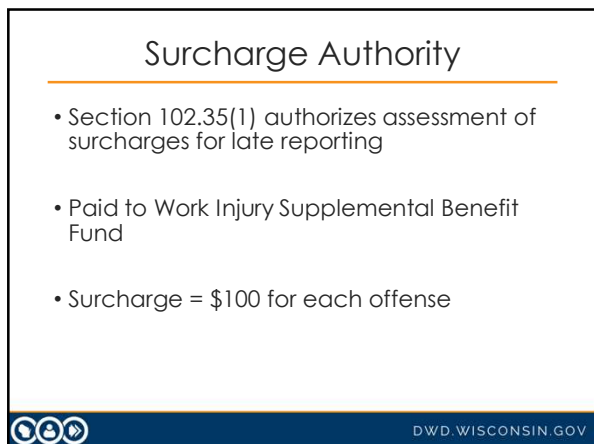 Surcharge Authority
• Section 102.35(1) authorizes assessment of
surcharges for late reporting
• Paid to Work Injury Supplemental Benefit
Fund
• Surcharge = $100 for each offense
DWD.WISCONSIN.GOV